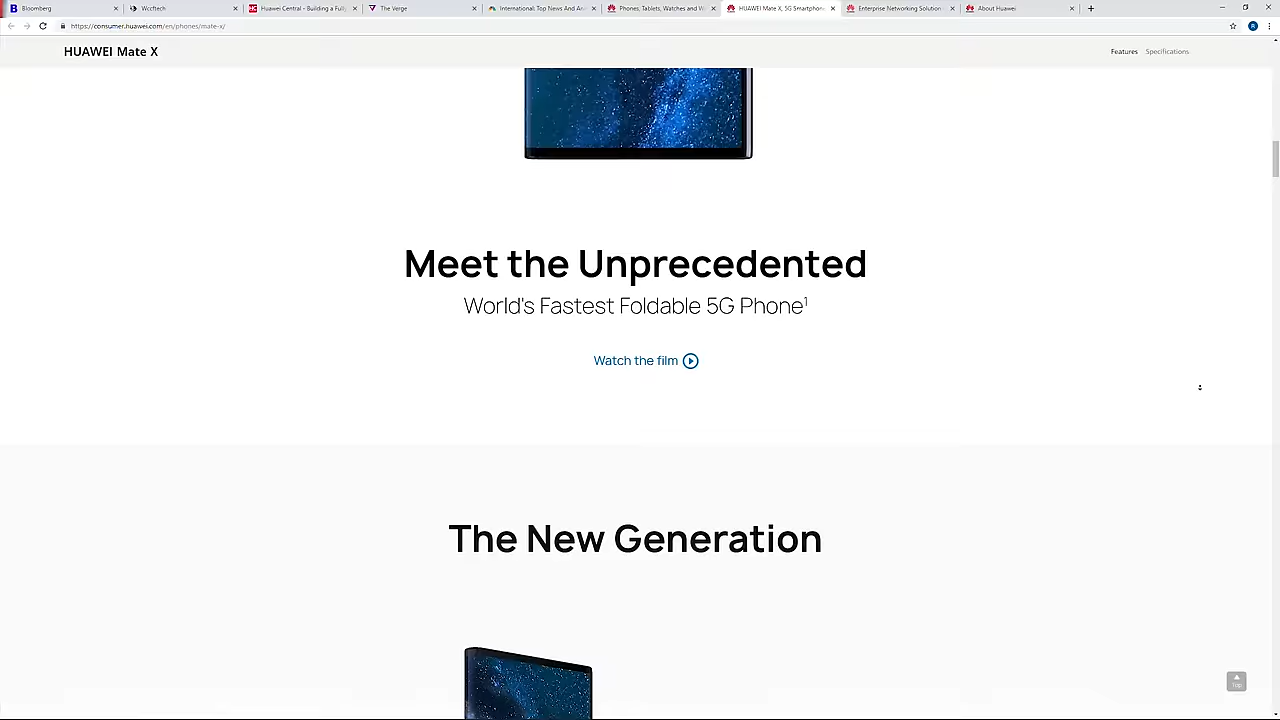 Bloomberg
Wccftech
Huawei Central - Building a Full
The Verge
International: Top News And An
Phones, Tablets, Watches and W
HUAWEI Mate X, 5G Smartphone
Enterprise Networking Solution
About Huawei
https://consumer.huawei.com/en/phones/mate-x/
HUAWEI Mate X
Features
Specifications
Meet the Unprecedented
World's Fastest Foldable 5G Phone¹
Watch the film
The New Generation
Top